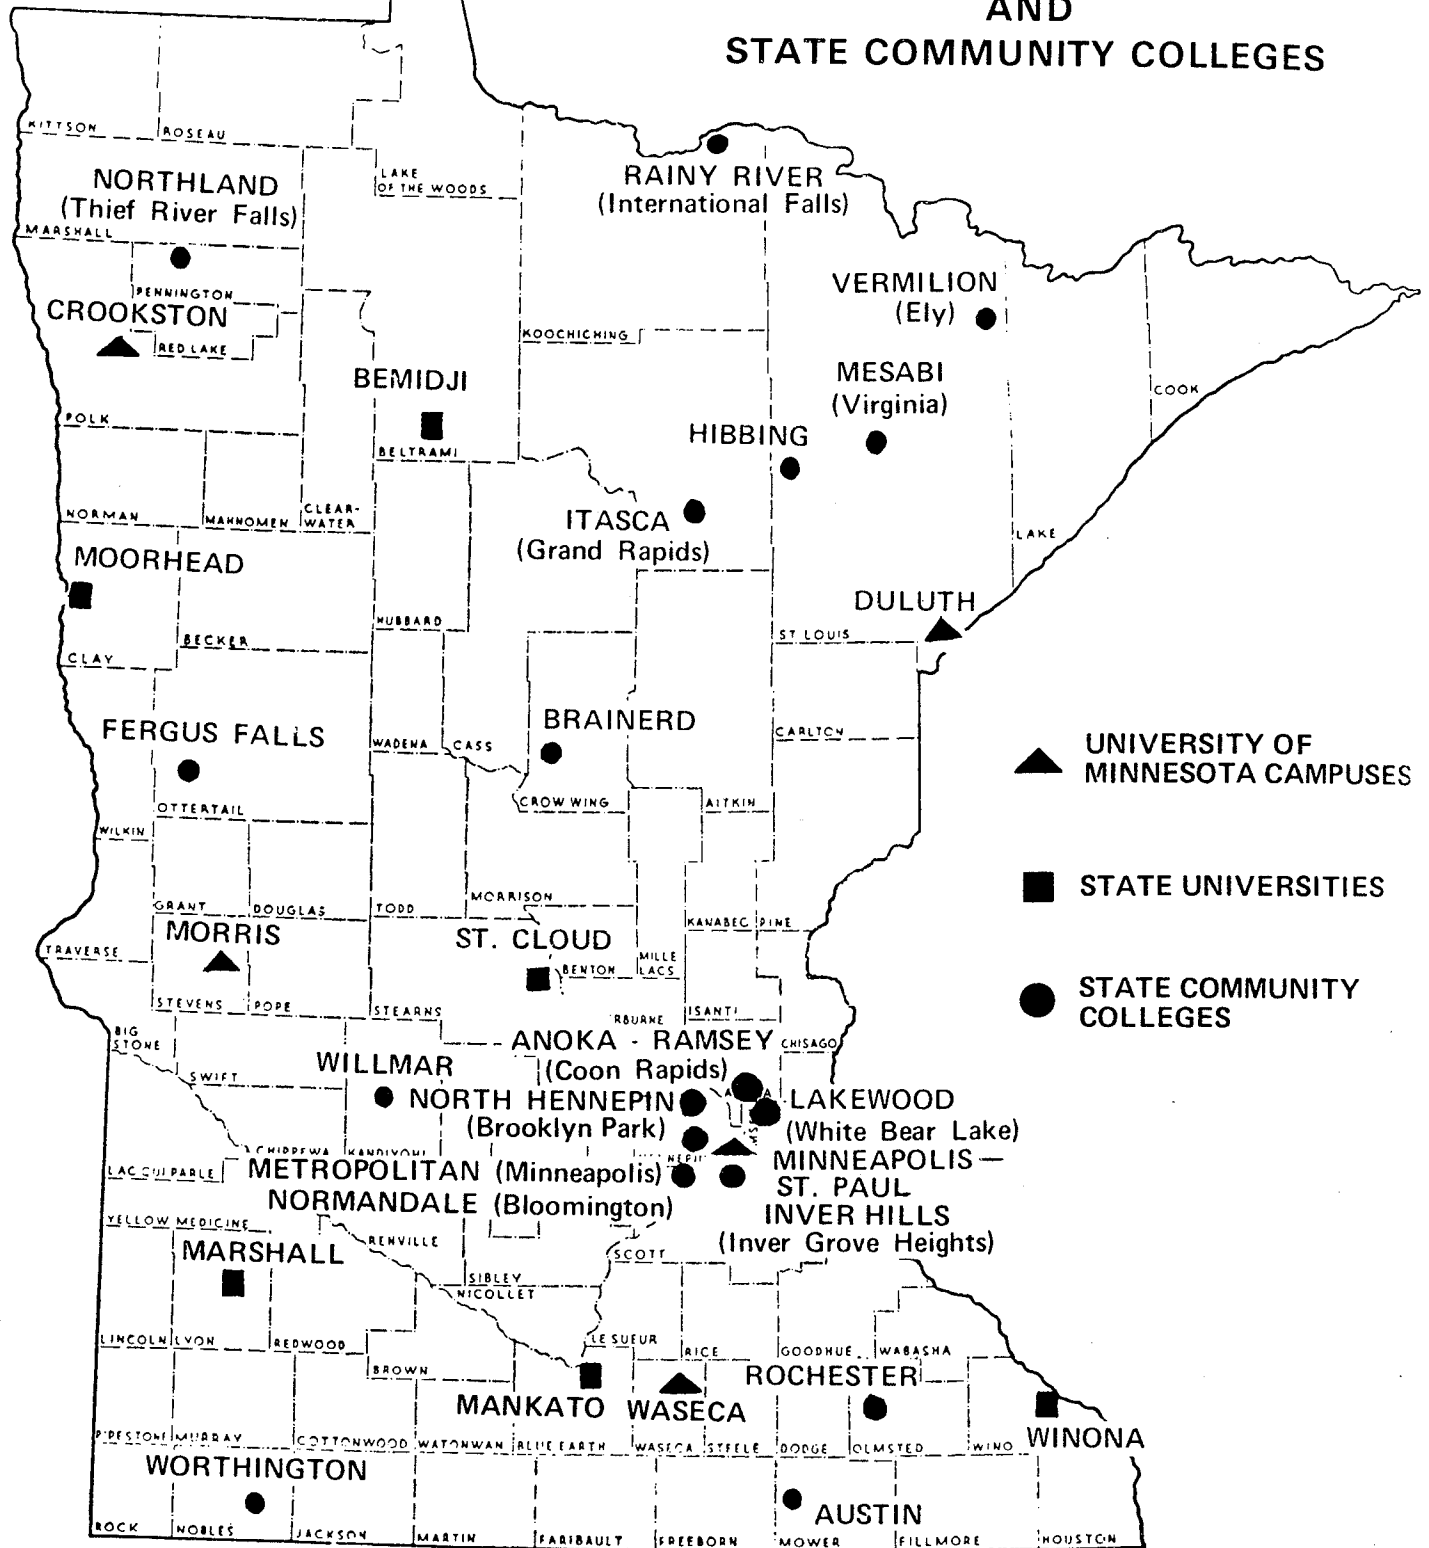 AND
STATE COMMUNITY COLLEGES
KITTSON
ROSEAU
LAKE
OF THE WOODS
NORTHLAND
(Thief River Falls)
RAINY RIVER
(International Falls)
MARSHALL
PENNINGTON
VERMILION
(Ely)
CROOKSTON
RED LAKE
KOOCHICHING
BEMIDJI
MESABI
(Virginia)
COOK
POLK
BELTRAMI
HIBBING
NORMAN
MAHNOMEN
CLEAR-
WATER
ITASCA
(Grand Rapids)
LAKE
MOORHEAD
DULUTH
HUBBARD
ST LOUIS
BECKER
CLAY
FERGUS FALLS
BRAINERD
WADENA
CASS
CARLTON
UNIVERSITY OF
MINNESOTA CAMPUSES
OTTERTAIL
CROW WING
AITKIN
WILKIN
STATE UNIVERSITIES
GRANT
DOUGLAS
TODD
MORRISON
KANABEC
PINE
MORRIS
ST. CLOUD
TRAVERSE
BENTON
MILLE
LACS
STEVENS
POPE
STEARNS
RBURNE
ISANTI
STATE COMMUNITY
COLLEGES
BIG
STONE
ANOKA - RAMSEY
(Coon Rapids)
CHISAGO
SWIFT
WILLMAR
NORTH HENNEPIN
(Brooklyn Park)
LAKEWOOD
(White Bear Lake)
CHIPPEWA
KANDIYOHI
LAC QUI PARLE
METROPOLITAN (Minneapolis)
MINNEAPOLIS—
ST. PAUL
NORMANDALE (Bloomington)
INVER HILLS
(Inver Grove Heights)
YELLOW MEDICINE
RENVILLE
MARSHALL
SCOTT
SIBLEY
NICOLLET
LINCOLN
LYON
REDWOOD
LE SUEUR
RICE
GOODHUE
WABASHA
BROWN
ROCHESTER
MANKATO
WASECA
WINONA
PIPESTONE
MURRAY
COTTONWOOD
WATONWAN
BLUE EARTH
WASECA
STEELE
DODGE
OLMSTED
WINO
WORTHINGTON
AUSTIN
ROCK
NOBLES
JACKSON
MARTIN
FARIBAULT
FREEBORN
MOWER
FILLMORE
HOUSTON